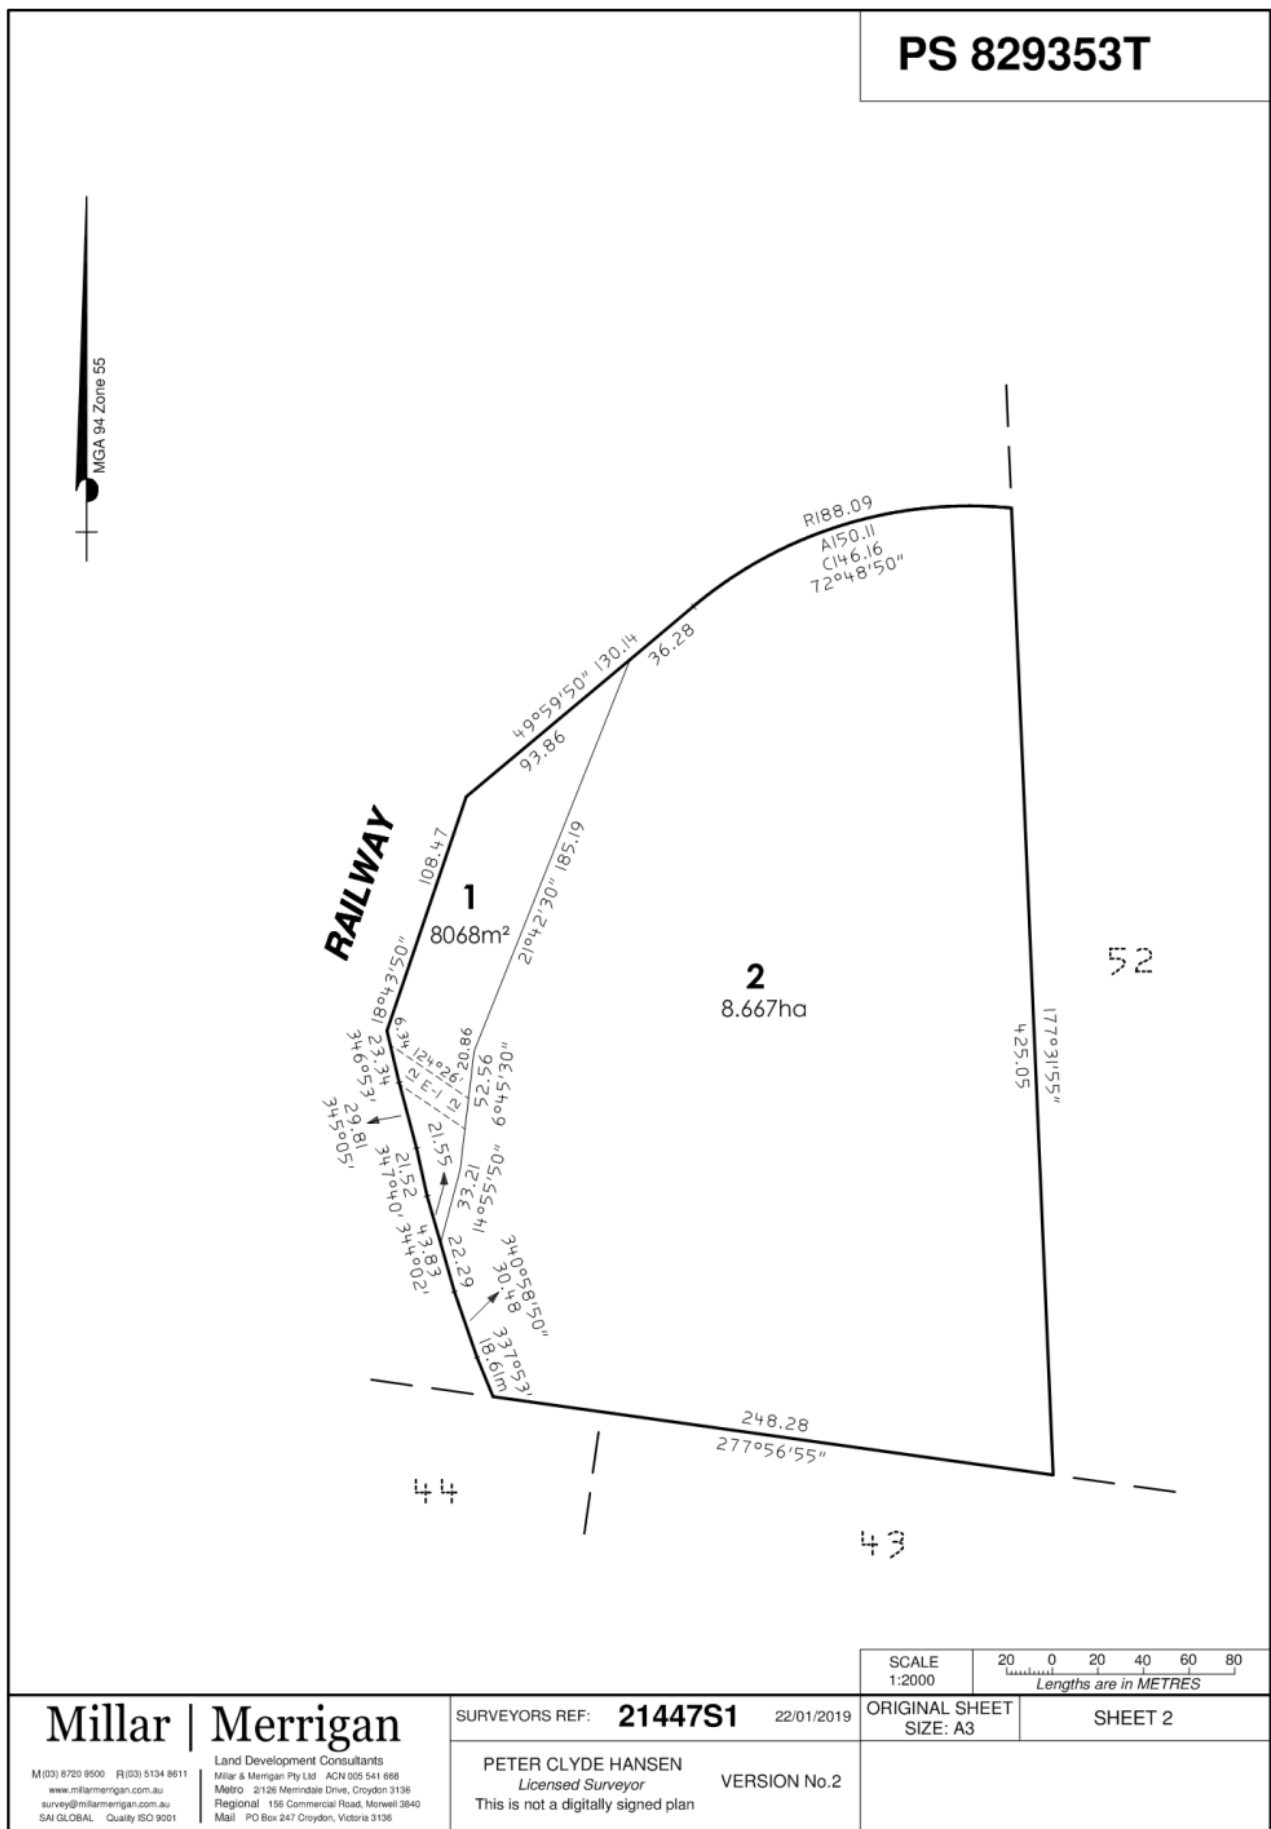 PS 829353T
MGA 94 Zone 55
R188.09
A150.11
C146.16
72°48'50"
49°59'50" 130.14
36.28
93.86
RAILWAY
108.47
18°43'50"
1
8068m²
21°42'30" 185.19
2
8.667ha
52
177°31'55"
425.05
6.34
124°26'
20.86
52.56
6°45'30"
23.34
346°53'
2 E-1
12
29.81
345°05'
21.55
21.52
347°40'
33.21
14°55'50"
43.83
344°02'
22.29
340°58'50"
30.48
337°53'
18.61m
248.28
277°56'55"
44
43
SCALE
1:2000
20 0 20 40 60 80
Lengths are in METRES
Millar | Merrigan
Land Development Consultants
M(03) 8720 9500 R(03) 5134 8611
www.millarmerrigan.com.au
survey@millarmerrigan.com.au
SAI GLOBAL Quality ISO 9001
Millar & Merrigan Pty Ltd ACN 005 541 668
Metro 2/126 Merrindale Drive, Croydon 3136
Regional 156 Commercial Road, Morwell 3840
Mail PO Box 247 Croydon, Victoria 3136
SURVEYORS REF: 21447S1 22/01/2019
PETER CLYDE HANSEN
Licensed Surveyor
This is not a digitally signed plan
VERSION No.2
ORIGINAL SHEET
SIZE: A3
SHEET 2